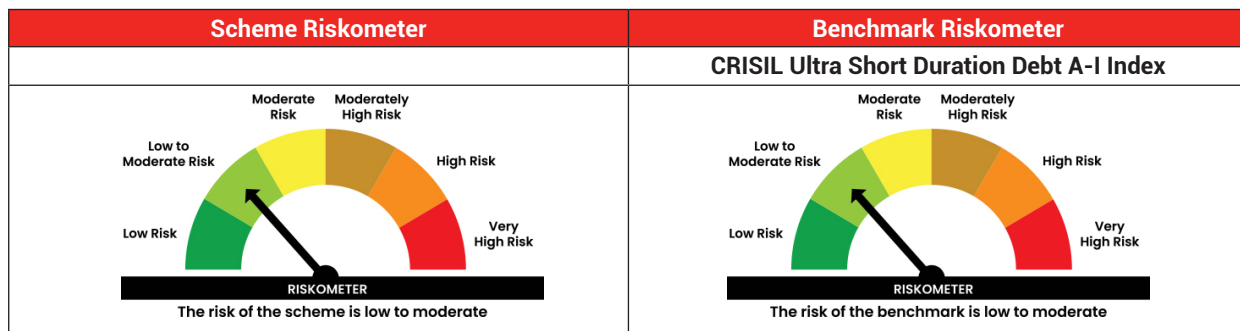 Scheme Riskometer
Benchmark Riskometer
CRISIL Ultra Short Duration Debt A-I Index
Moderate
Risk
Moderately
High Risk
Low to
Moderate Risk
High Risk
Low Risk
Very
High Risk
RISKOMETER
The risk of the scheme is low to moderate
Moderate
Risk
Moderately
High Risk
Low to
Moderate Risk
High Risk
Low Risk
Very
High Risk
RISKOMETER
The risk of the benchmark is low to moderate